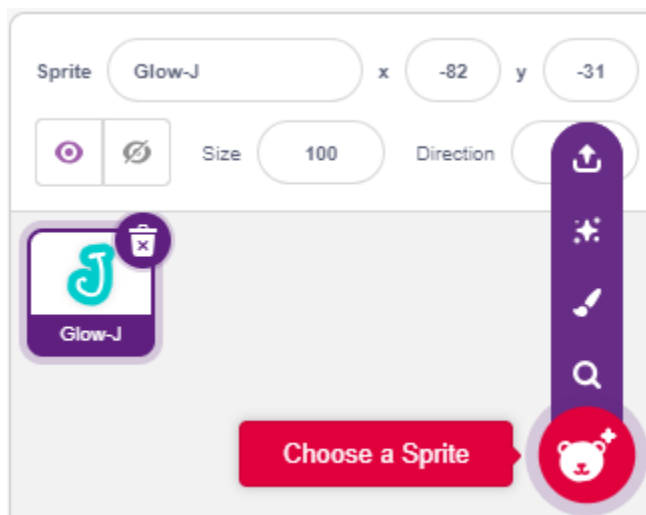 Sprite Glow-J x -82 y -31
Size 100 Direction
J
Glow-J
Choose a Sprite